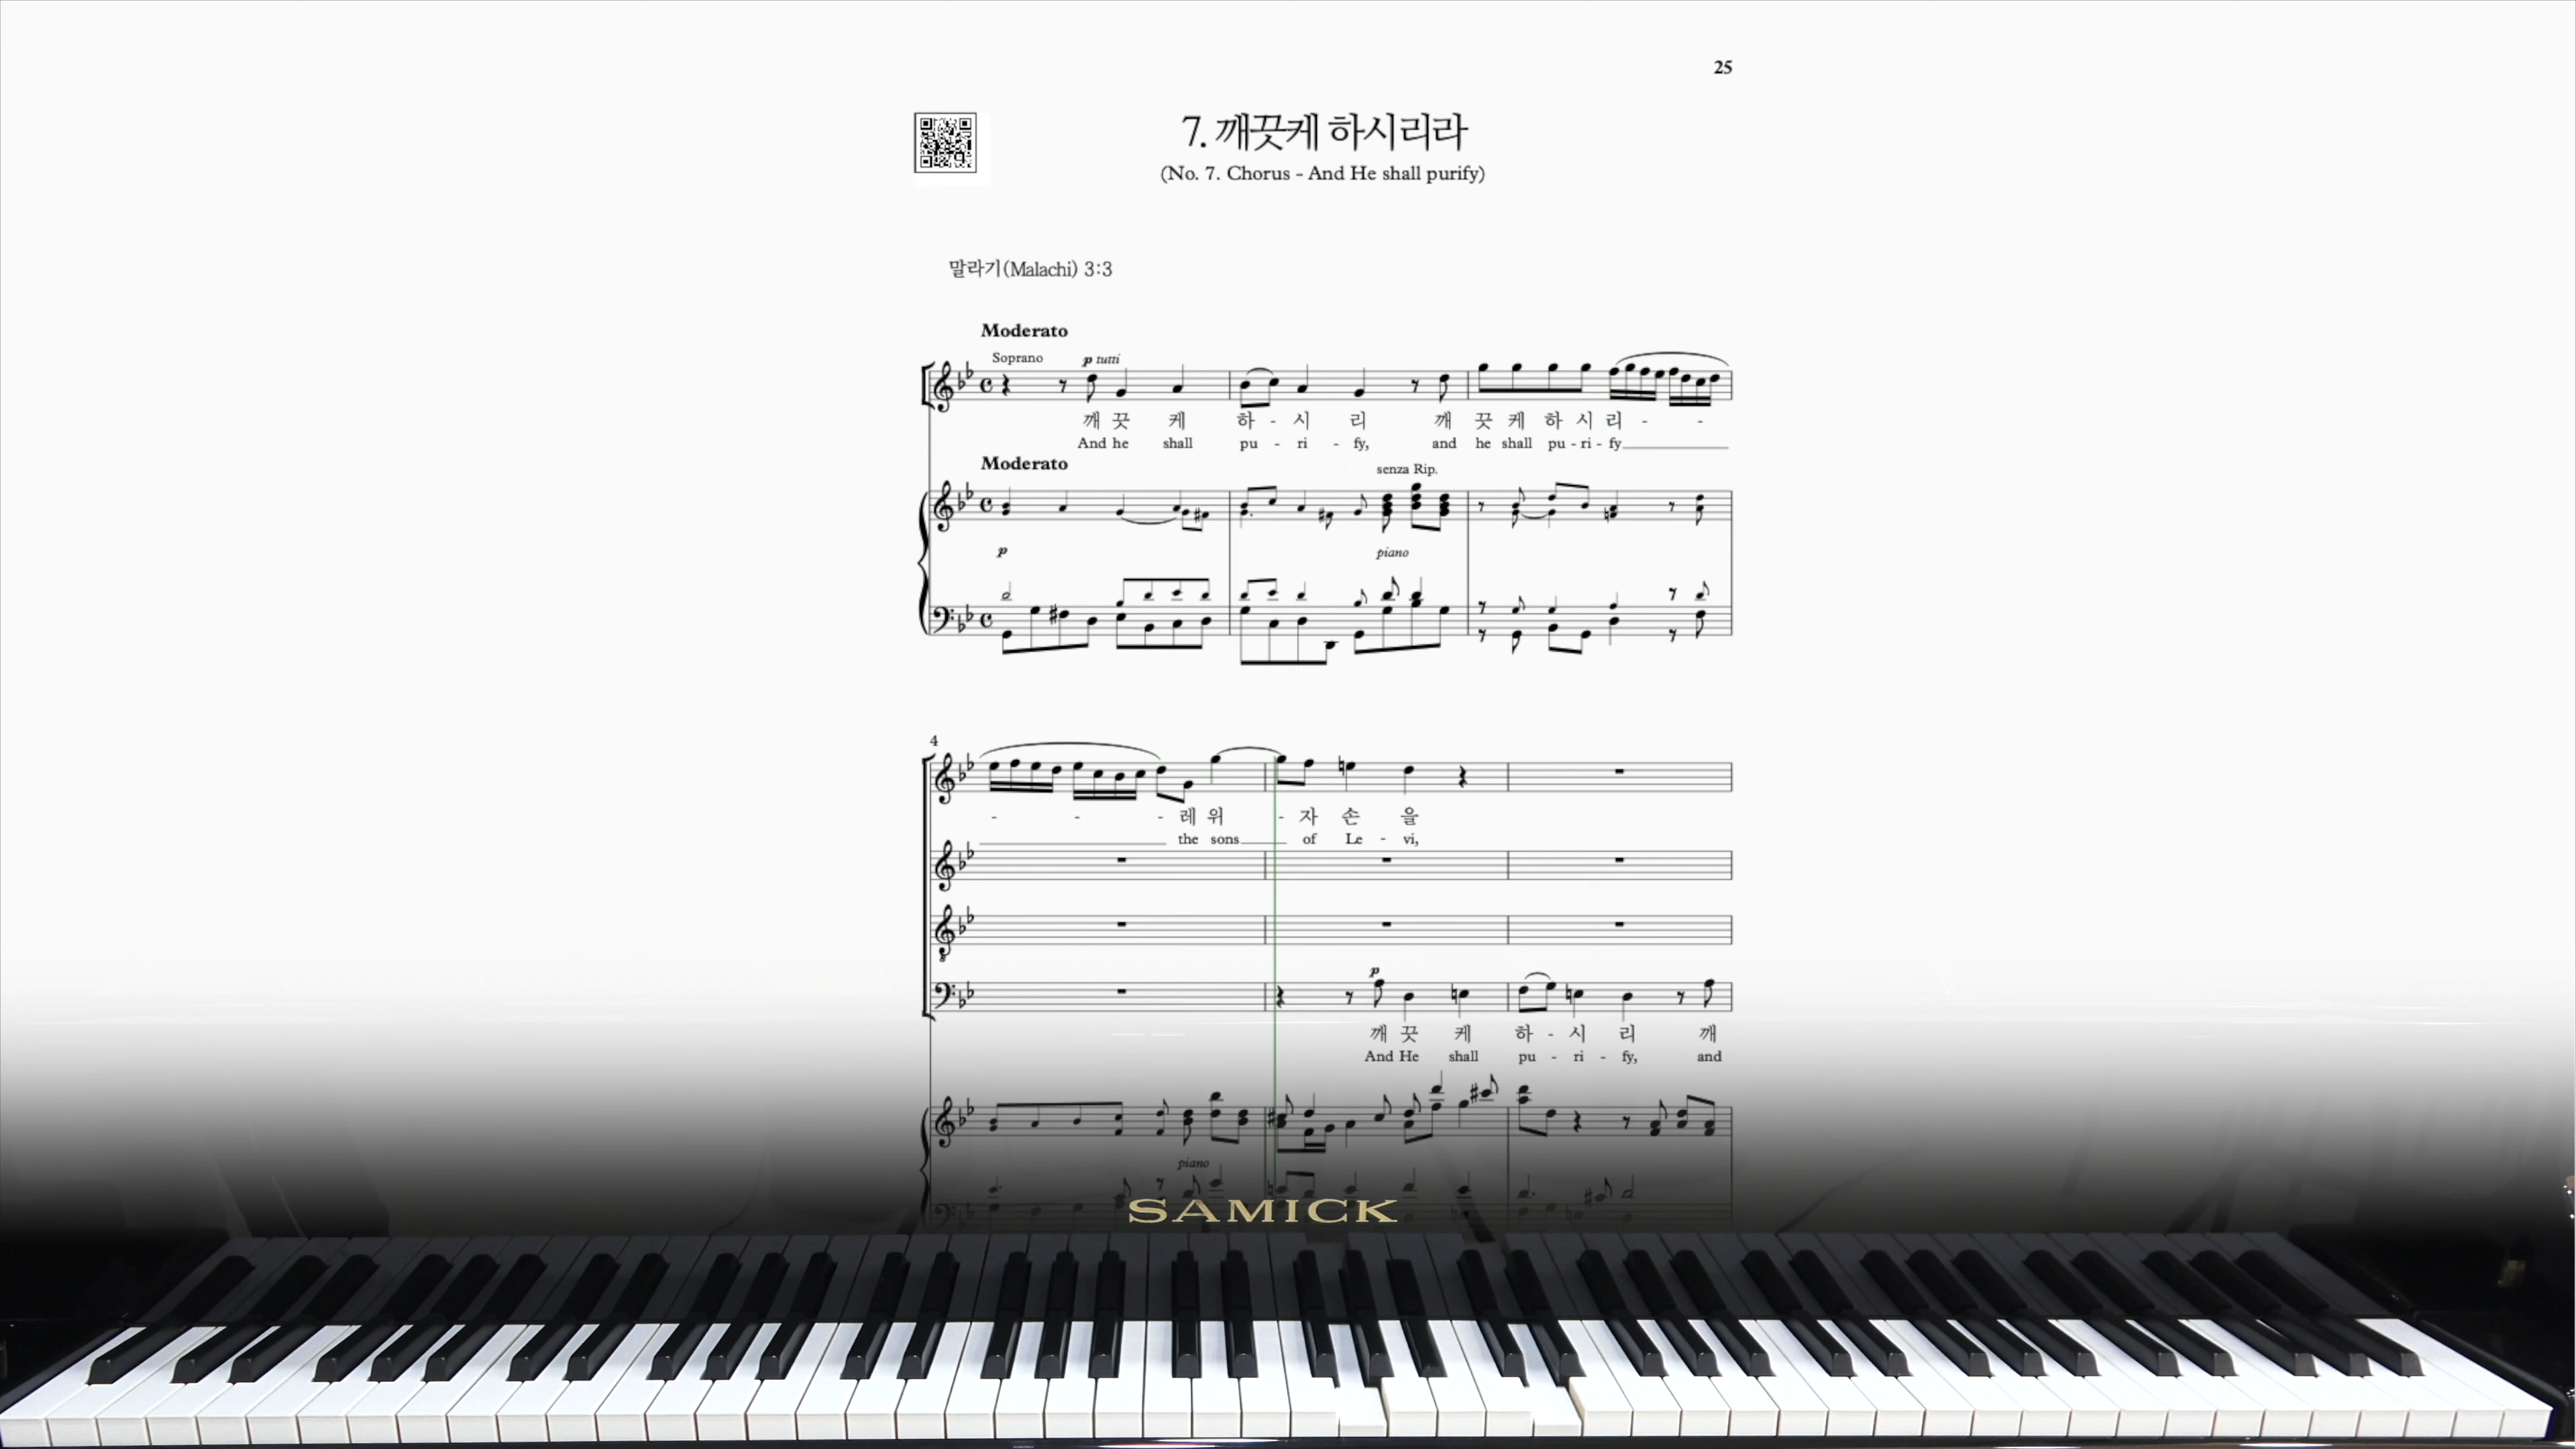 25
7. 깨끗케 하시리라
(No. 7. Chorus - And He shall purify)
말라기(Malachi) 3:3
Moderato
Soprano p tutti
깨 끗 케 하 - 시 리 깨 끗 케 하 시 리 - -
And he shall pu - ri - fy, and he shall pu - ri - fy
Moderato
senza Rip.
p piano
4
- - - 레 위 - 자 손 을
the sons of Le - vi,
p
깨 끗 케 하 - 시 리 깨
And He shall pu - ri - fy, and
piano
SAMICK